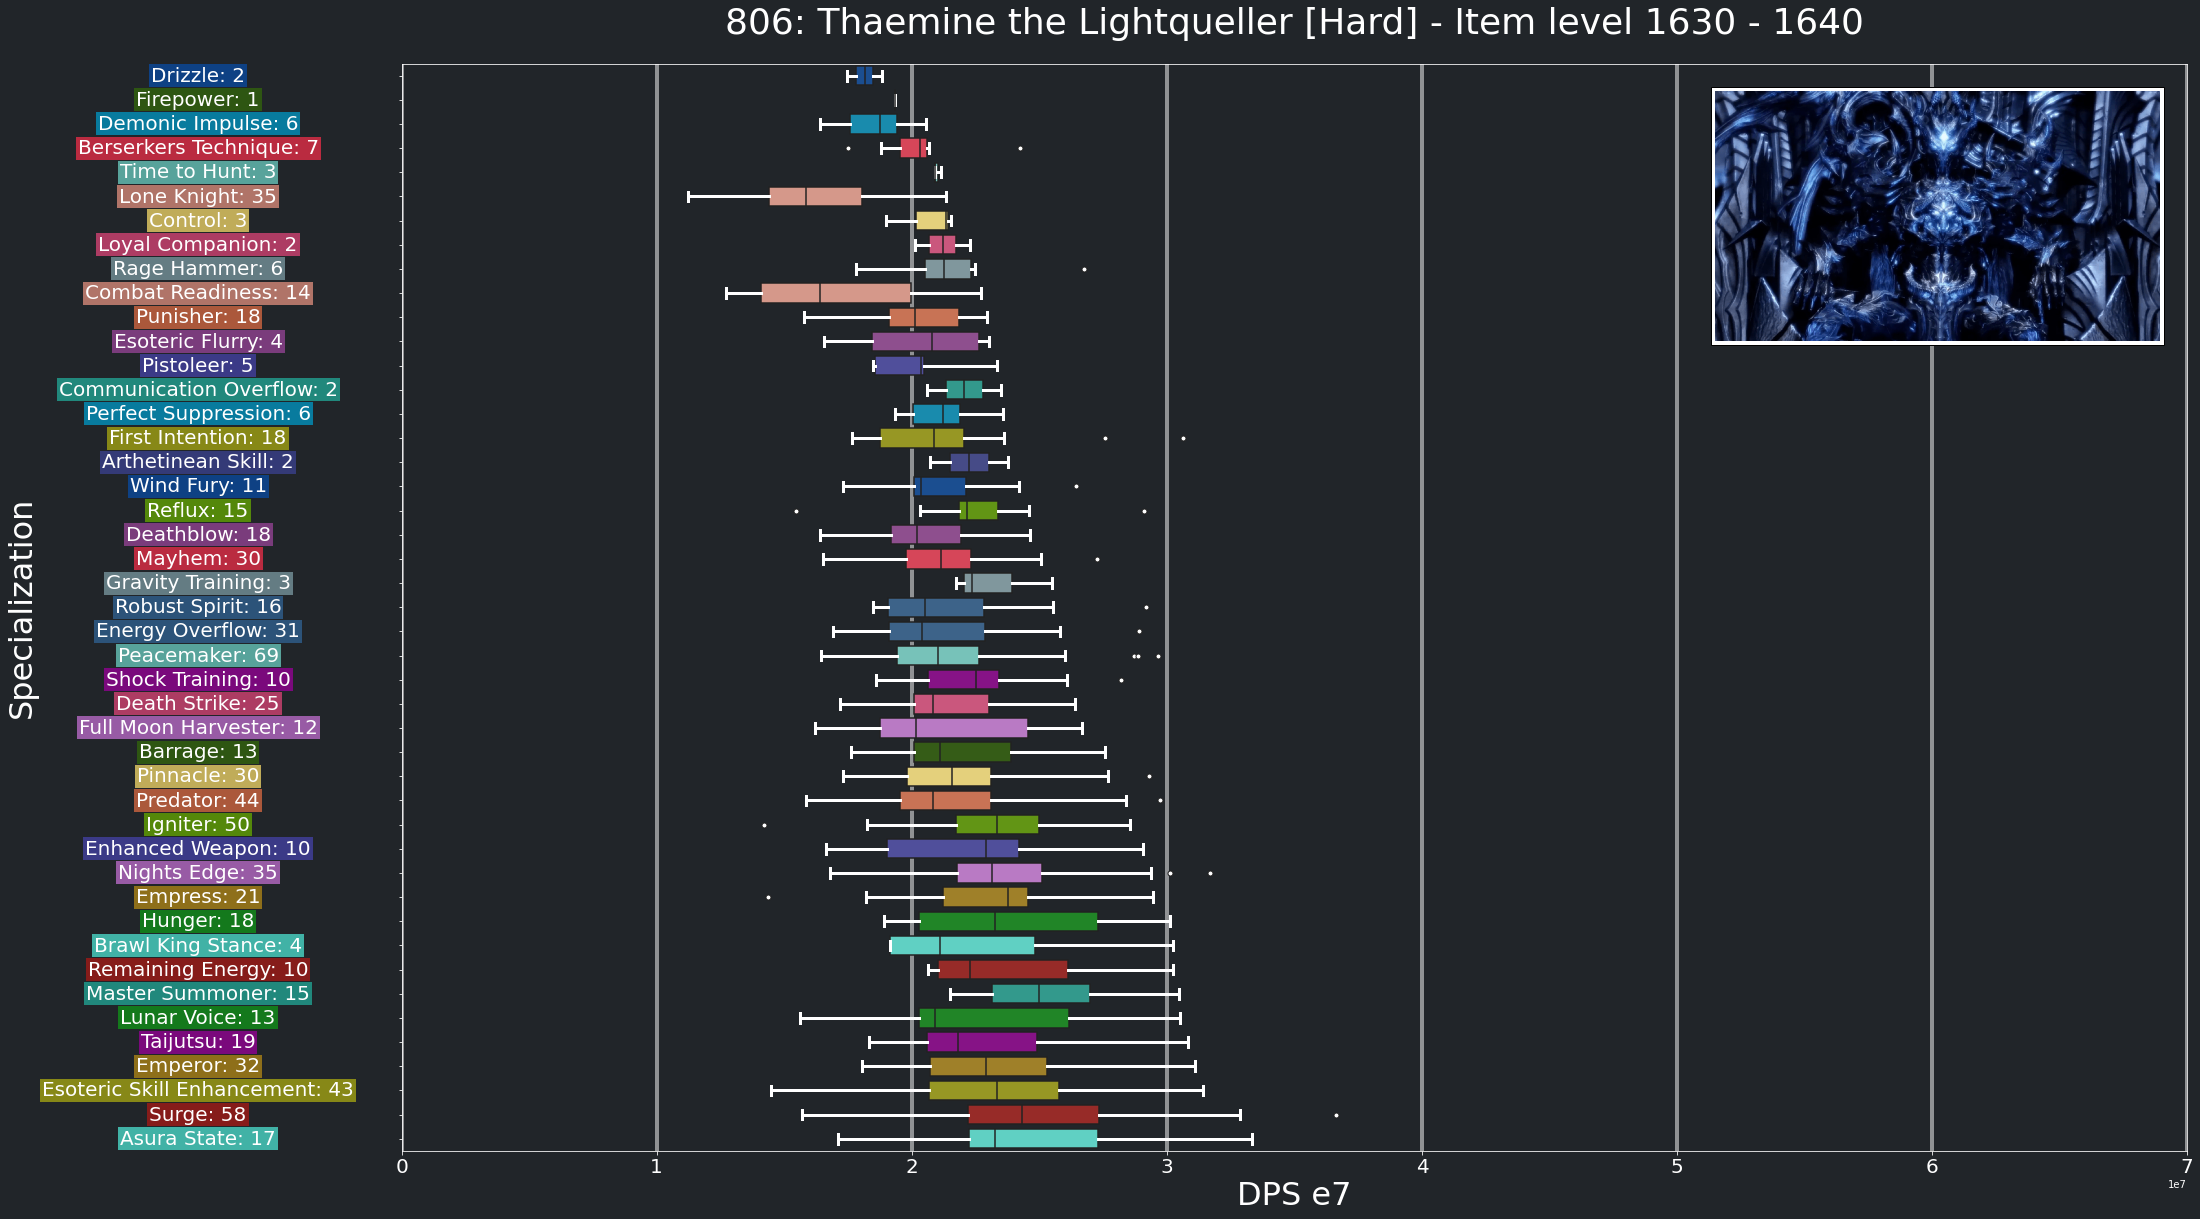 806: Thaemine the Lightqueller [Hard] - Item level 1630 - 1640
Specialization
Drizzle: 2
Firepower: 1
Demonic Impulse: 6
Berserkers Technique: 7
Time to Hunt: 3
Lone Knight: 35
Control: 3
Loyal Companion: 2
Rage Hammer: 6
Combat Readiness: 14
Punisher: 18
Esoteric Flurry: 4
Pistoleer: 5
Communication Overflow: 2
Perfect Suppression: 6
First Intention: 18
Arthetinean Skill: 2
Wind Fury: 11
Reflux: 15
Deathblow: 18
Mayhem: 30
Gravity Training: 3
Robust Spirit: 16
Energy Overflow: 31
Peacemaker: 69
Shock Training: 10
Death Strike: 25
Full Moon Harvester: 12
Barrage: 13
Pinnacle: 30
Predator: 44
Igniter: 50
Enhanced Weapon: 10
Nights Edge: 35
Empress: 21
Hunger: 18
Brawl King Stance: 4
Remaining Energy: 10
Master Summoner: 15
Lunar Voice: 13
Taijutsu: 19
Emperor: 32
Esoteric Skill Enhancement: 43
Surge: 58
Asura State: 17
0 1 2 3 4 5 6 7
1e7
DPS e7